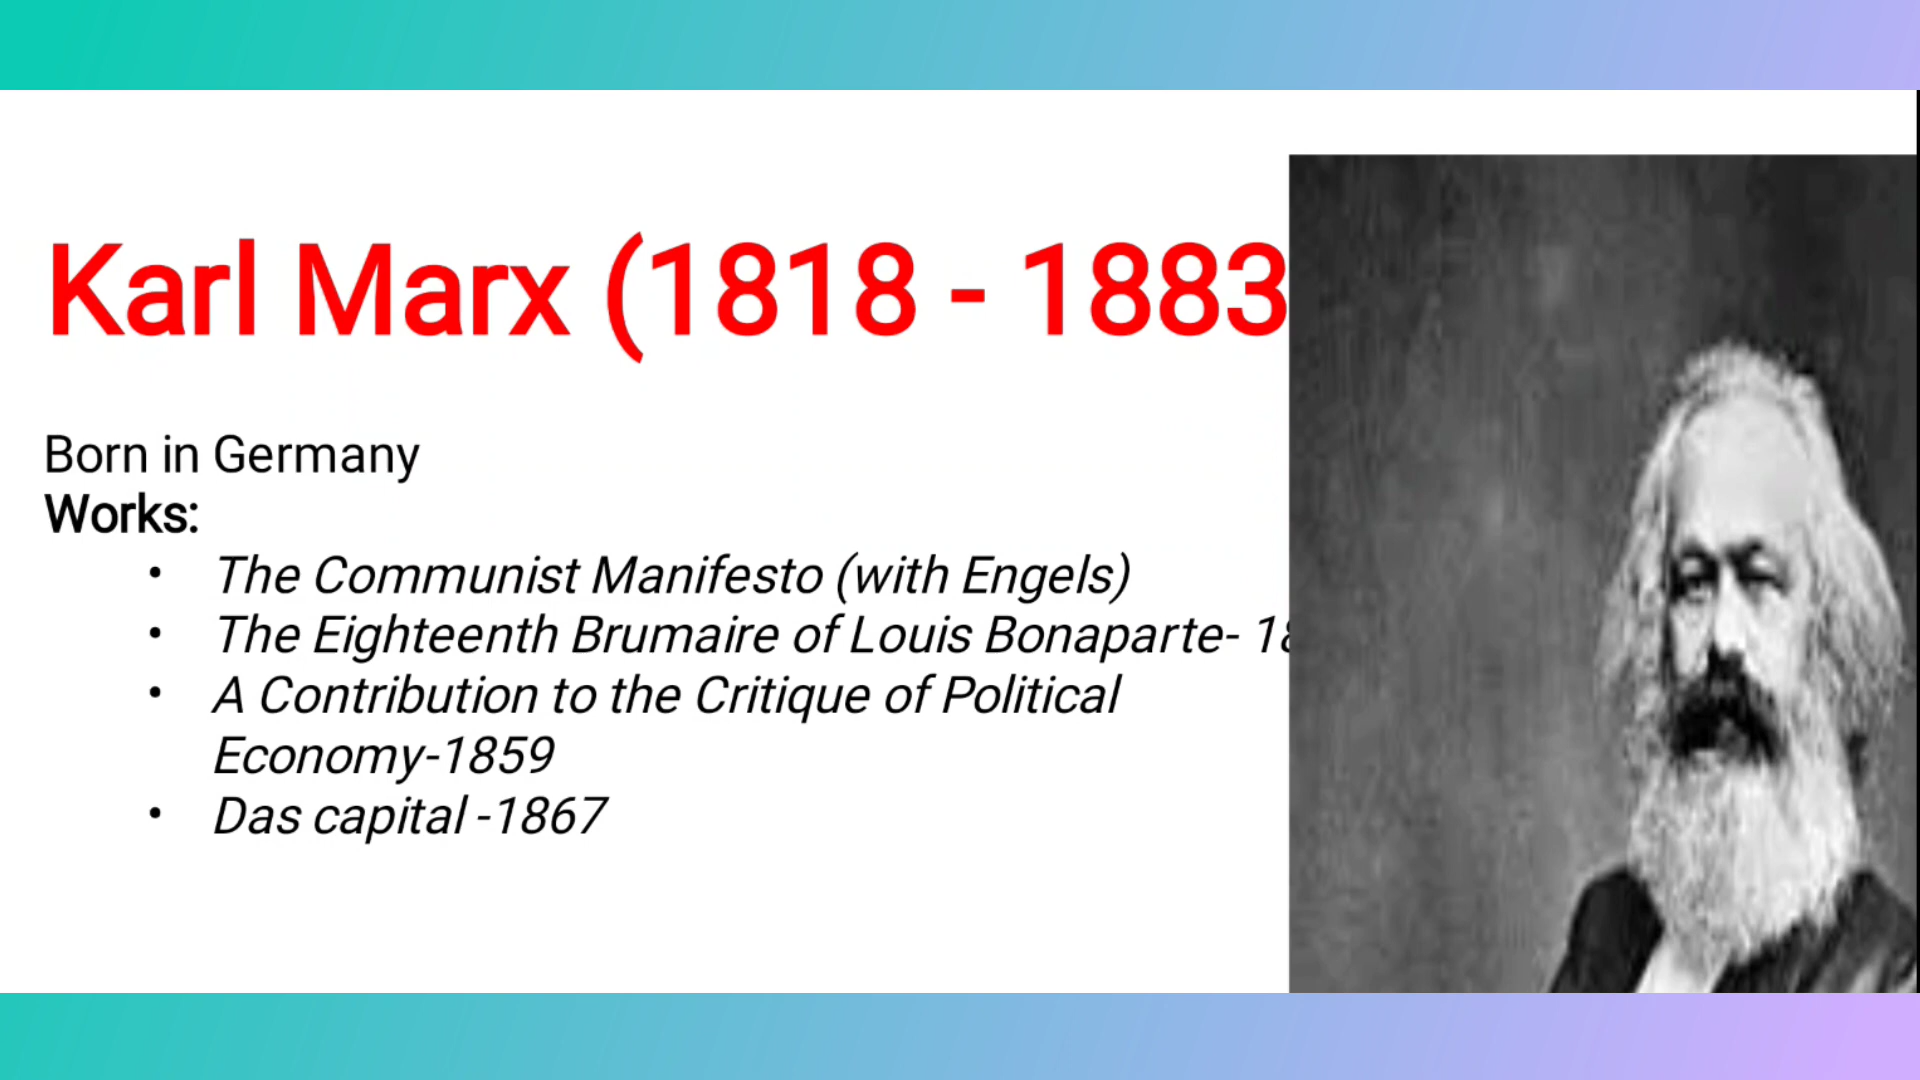 Karl Marx (1818 - 1883
Born in Germany
Works:
• The Communist Manifesto (with Engels)
• The Eighteenth Brumaire of Louis Bonaparte-
• A Contribution to the Critique of Political
Economy-1859
• Das capital -1867